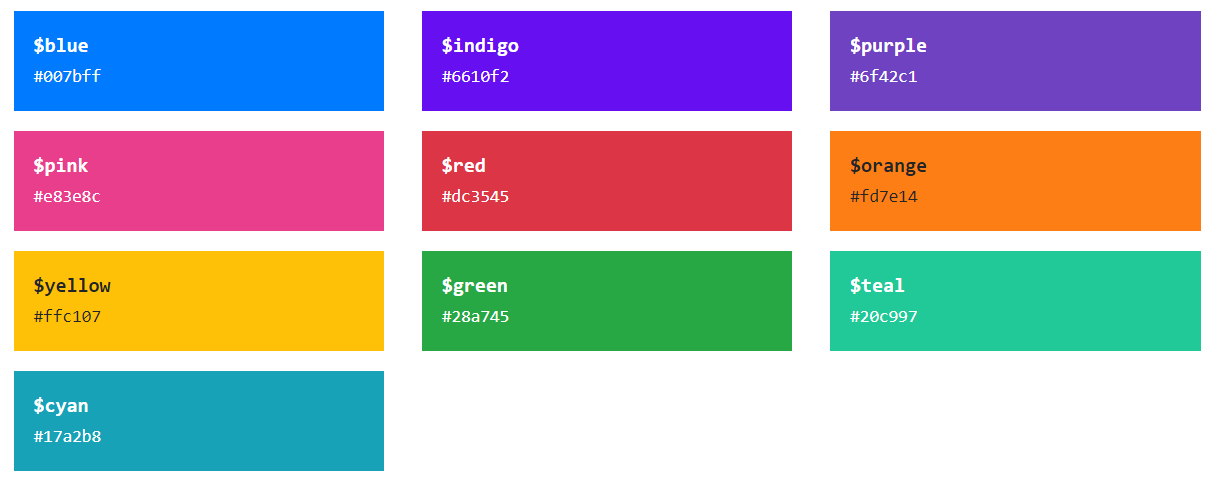 $blue
#007bff
$indigo
#6610f2
$purple
#6f42c1
$pink
#e83e8c
$red
#dc3545
$orange
#fd7e14
$yellow
#ffc107
$green
#28a745
$teal
#20c997
$cyan
#17a2b8